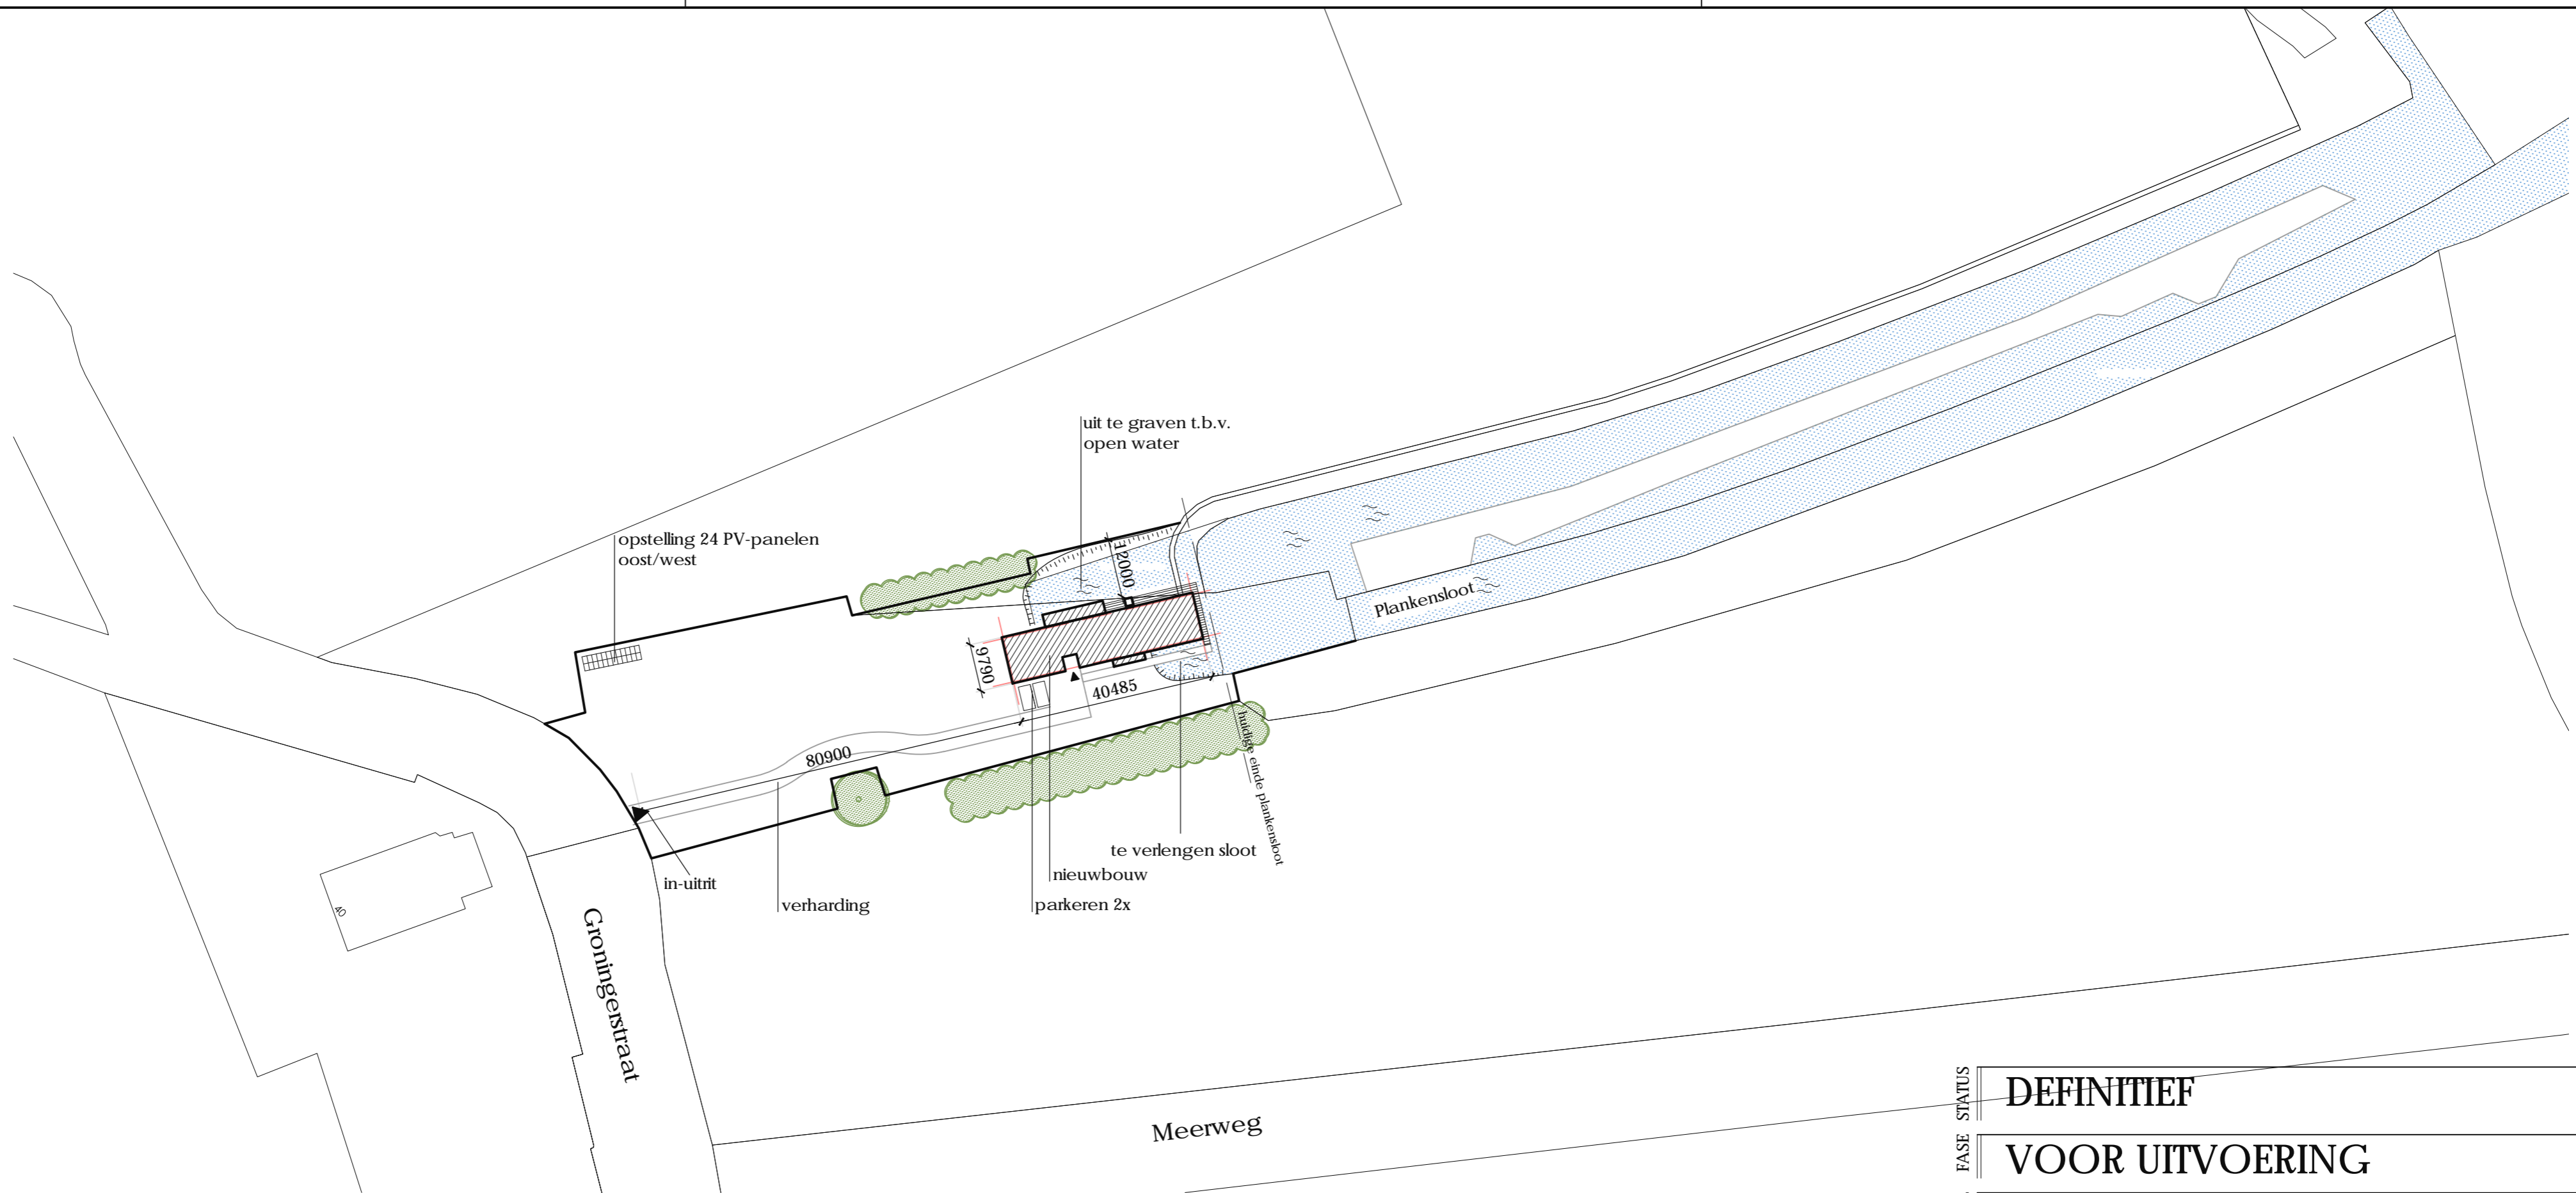 uit te graven t.b.v.
open water
opstelling 24 PV-panelen
oost/west
12000
Plankensloot
9790
40485
80900
huidige einde plankensloot
te verlengen sloot
nieuwbouw
in-uitrit
verharding
parkeren 2x
40
Groningerstraat
Meerweg
STATUS
DEFINITIEF
FASE
VOOR UITVOERING